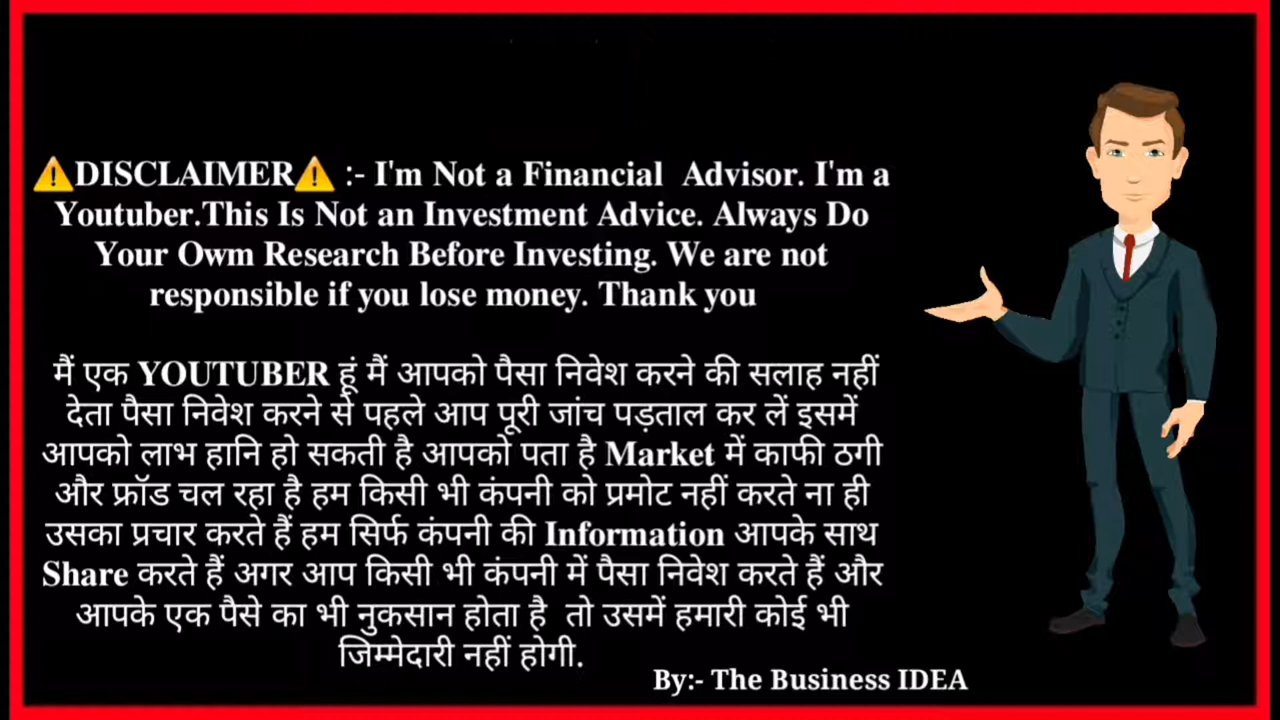 ⚠️DISCLAIMER⚠️ :- I'm Not a Financial Advisor. I'm a
Youtuber.This Is Not an Investment Advice. Always Do
Your Owm Research Before Investing. We are not
responsible if you lose money. Thank you
मैं एक YOUTUBER हूं मैं आपको पैसा निवेश करने की सलाह नहीं
देता पैसा निवेश करने से पहले आप पूरी जांच पड़ताल कर लें इसमें
आपको लाभ हानि हो सकती है आपको पता है Market में काफी ठगी
और फ्रॉड चल रहा है हम किसी भी कंपनी को प्रमोट नहीं करते ना ही
उसका प्रचार करते हैं हम सिर्फ कंपनी की Information आपके साथ
Share करते हैं अगर आप किसी भी कंपनी में पैसा निवेश करते हैं और
आपके एक पैसे का भी नुकसान होता है तो उसमें हमारी कोई भी
जिम्मेदारी नहीं होगी.
By:- The Business IDEA